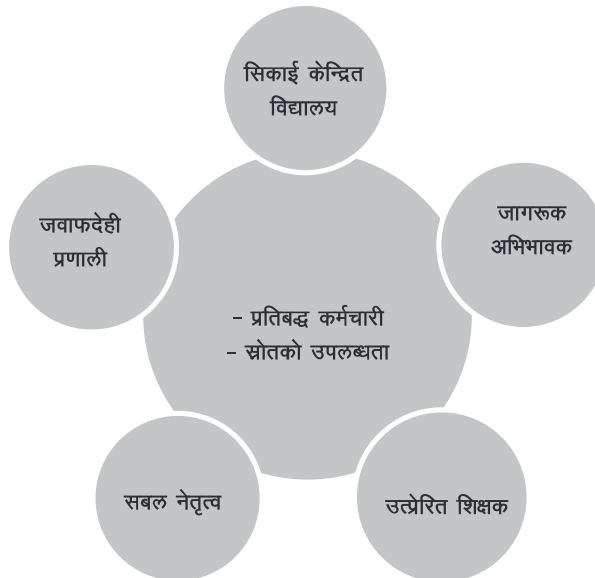 सिकाई केन्द्रित
विद्यालय
जवाफदेही
प्रणाली
जागरूक
अभिभावक
- प्रतिबद्ध कर्मचारी
- स्रोतको उपलब्धता
सबल नेतृत्व
उत्प्रेरित शिक्षक